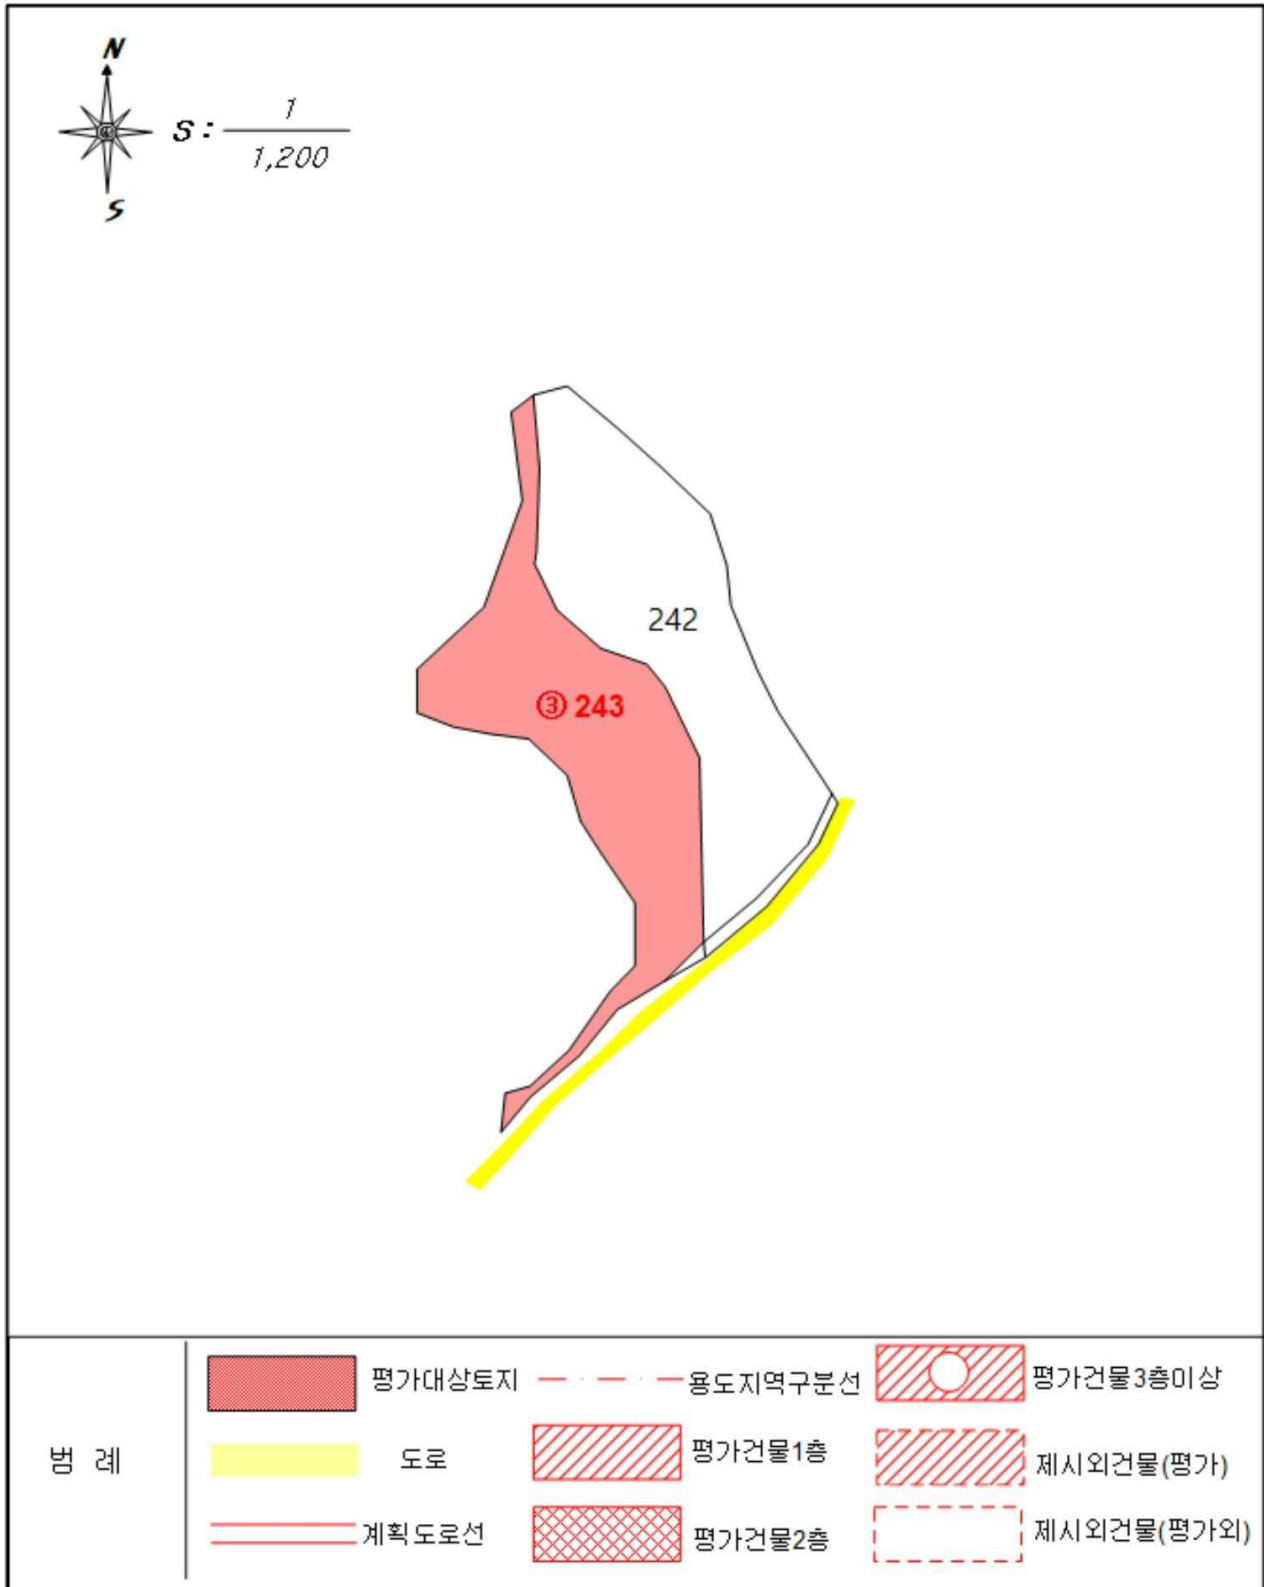 N
S : 1
1,200
S
242
③ 243
범 례
평가대상토지
용도지역구분선
평가건물3층이상
도로
평가건물1층
제시외건물(평가)
계획도로선
평가건물2층
제시외건물(평가외)